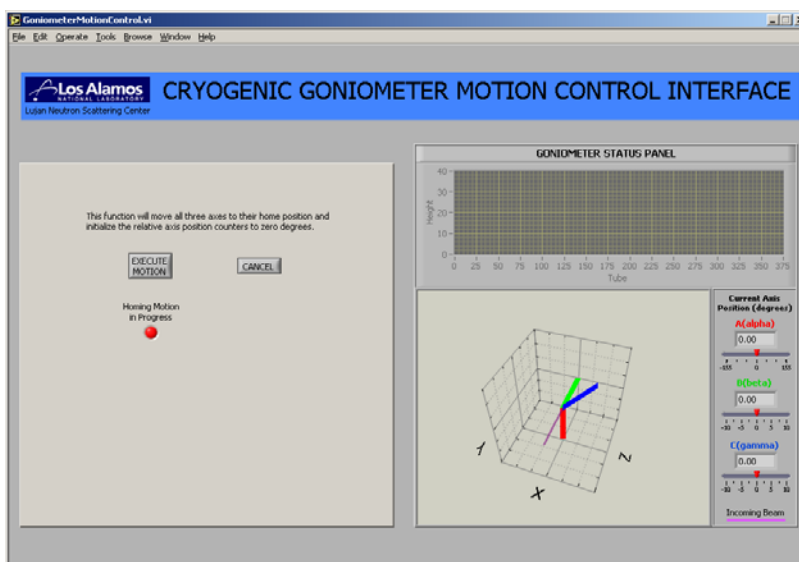 GoniometerMotionControl.vi
File Edit Operate Tools Browse Window Help
Los Alamos
NATIONAL LABORATORY
Lujan Neutron Scattering Center
CRYOGENIC GONIOMETER MOTION CONTROL INTERFACE
This function will move all three axes to their home position and
initialize the relative axis position counters to zero degrees.
EXECUTE
MOTION
CANCEL
Homing Motion
in Progress
GONIOMETER STATUS PANEL
Height
40
30
20
10
0
0 25 50 75 100 125 150 175 200 225 250 275 300 325 350 375
Tube
Y
X
Z
Current Axis
Position (degrees)
A(alpha)
0.00
-155 0 155
B(beta)
0.00
-10 -5 0 5 10
C(gamma)
0.00
-10 -5 0 5 10
Incoming Beam